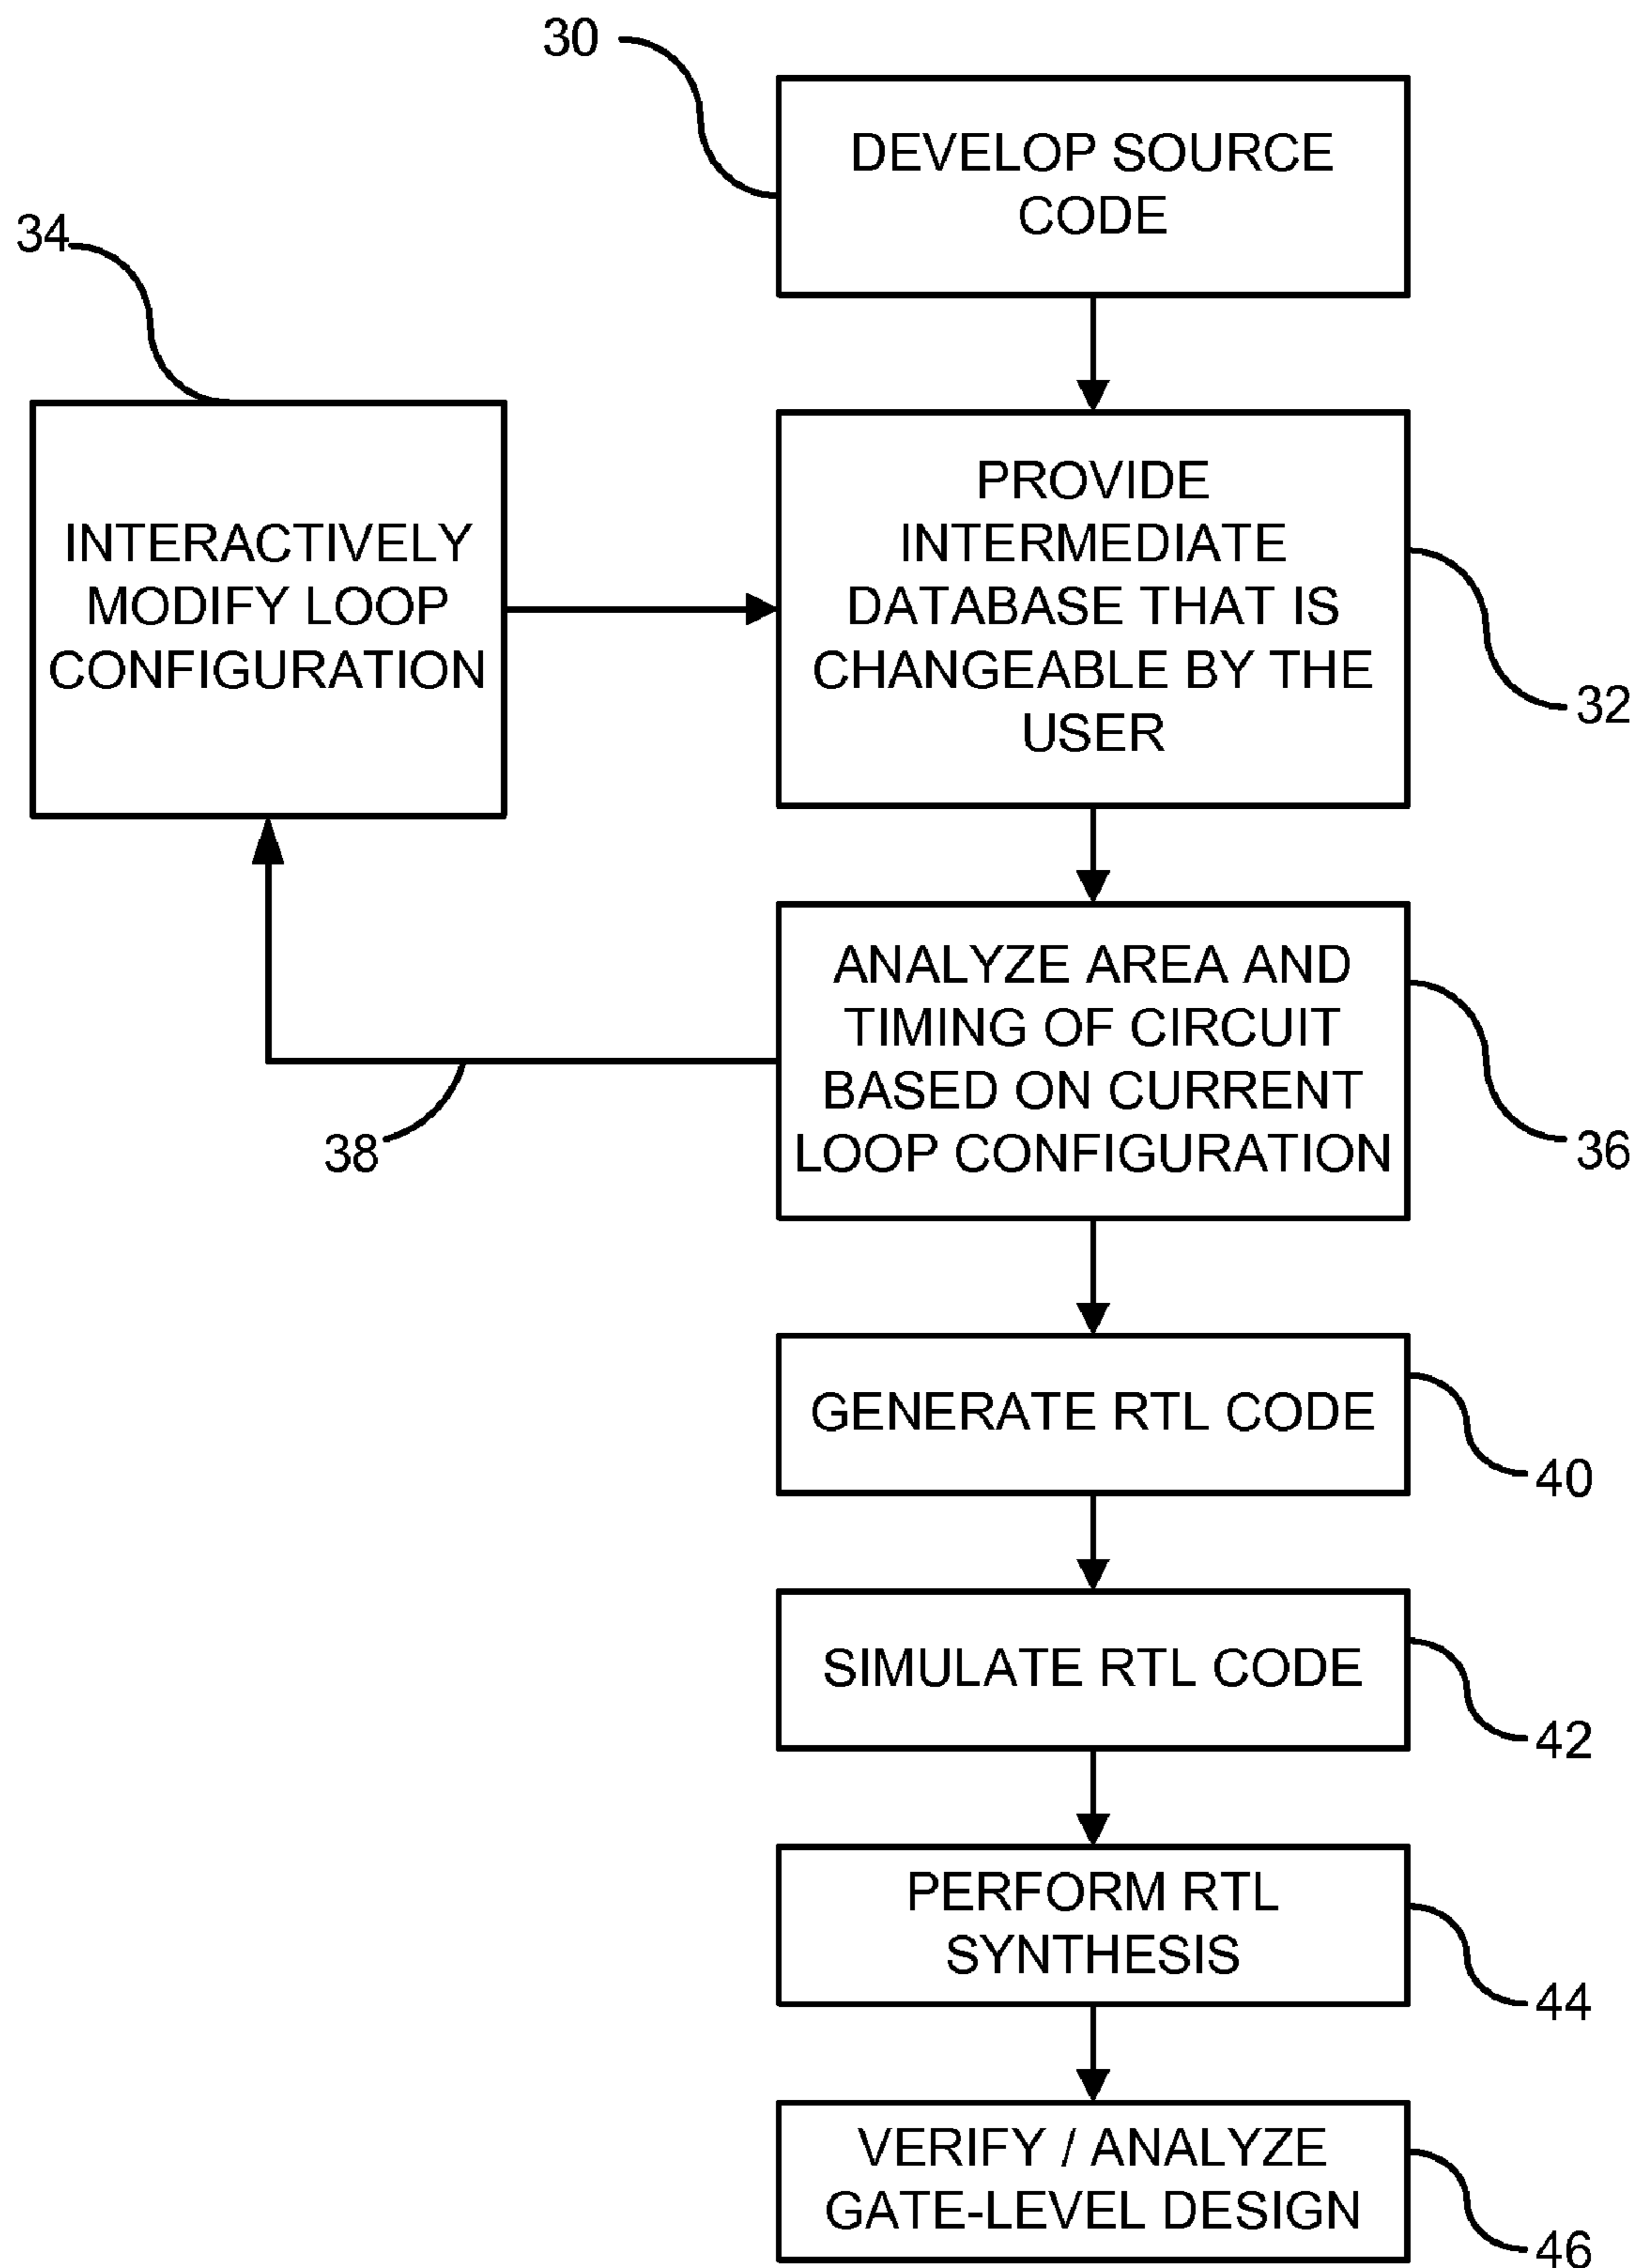 30
DEVELOP SOURCE
CODE
34
INTERACTIVELY
MODIFY LOOP
CONFIGURATION
PROVIDE
INTERMEDIATE
DATABASE THAT IS
CHANGEABLE BY THE
USER
32
ANALYZE AREA AND
TIMING OF CIRCUIT
BASED ON CURRENT
LOOP CONFIGURATION
38
36
GENERATE RTL CODE
40
SIMULATE RTL CODE
42
PERFORM RTL
SYNTHESIS
44
VERIFY / ANALYZE
GATE-LEVEL DESIGN
46